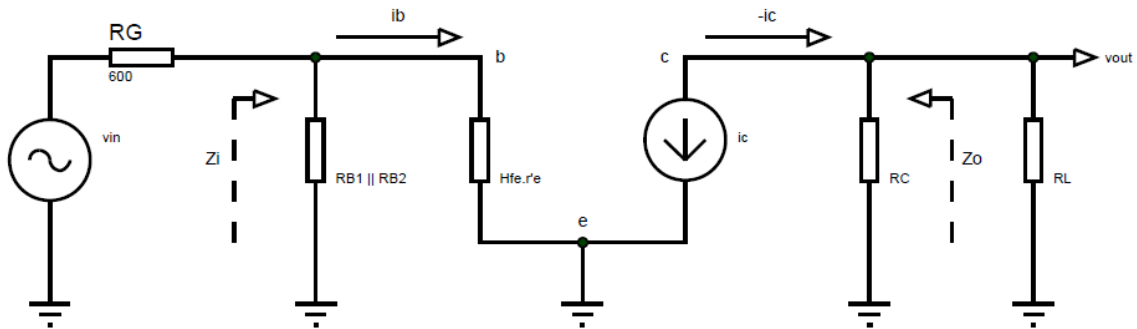 ib
-ic
RG
b
c
vout
600
vin
ic
Zi
Zo
RB1 || RB2
Hfe.r'e
RC
RL
e